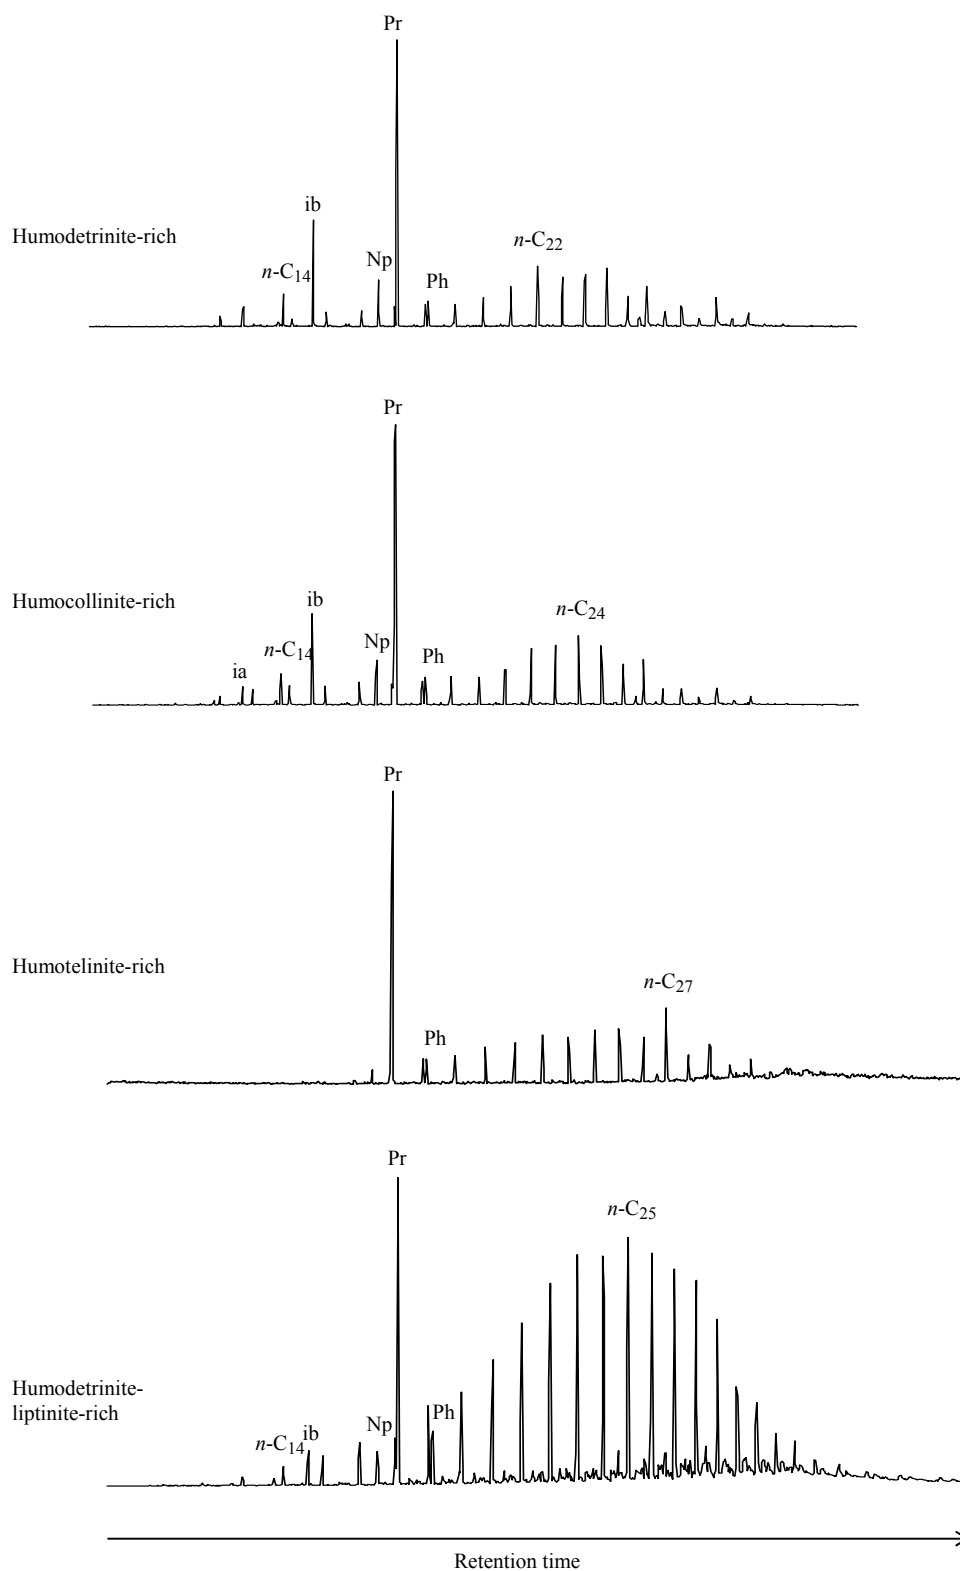 Pr
ib
Humodetrinite-rich
n-C22
Np
n-C14
Ph
Pr
ib
Humocollinite-rich
n-C24
Np
n-C14
Ph
ia
Pr
Humotelinite-rich
n-C27
Ph
Pr
n-C25
Humodetrinite-
liptinite-rich
Ph
Np
ib
n-C14
Retention time